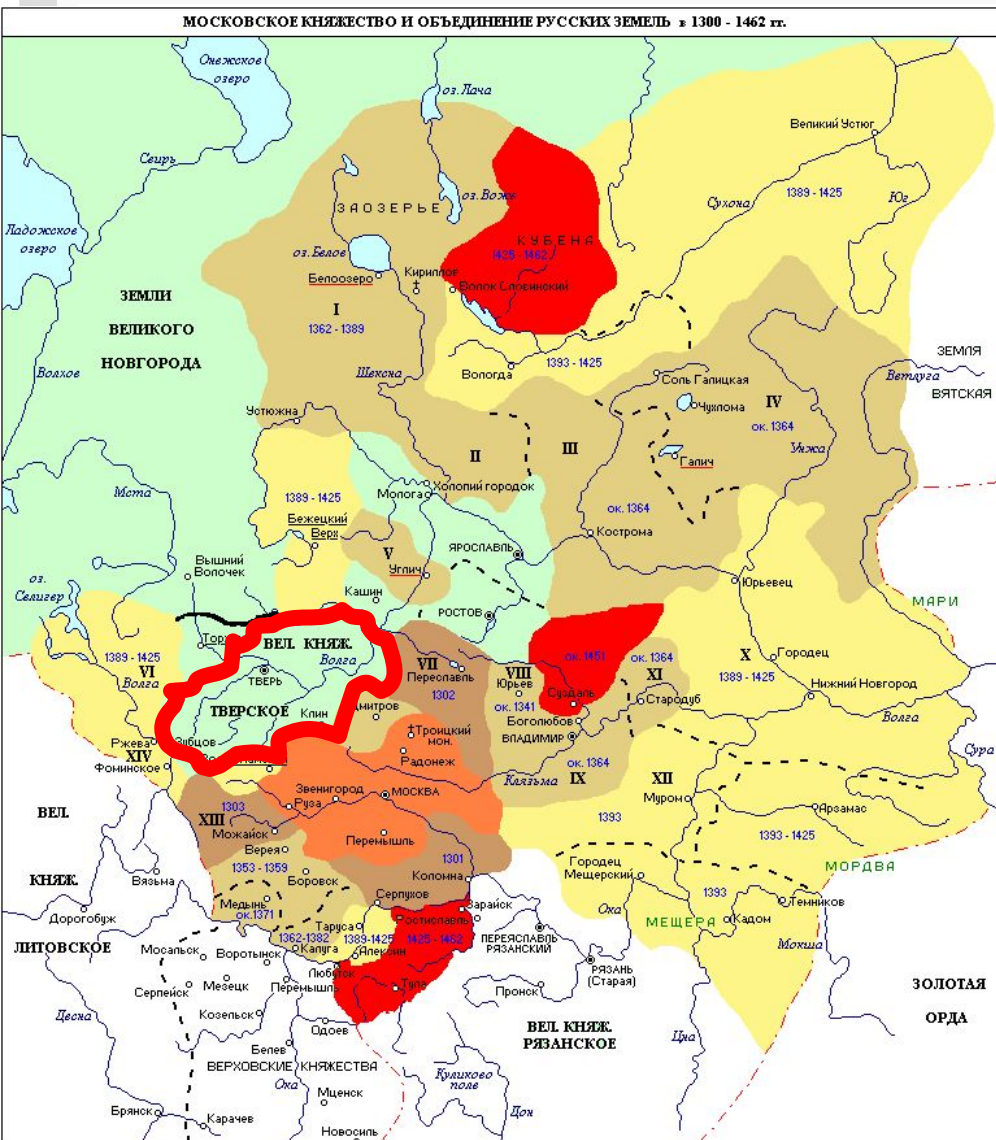 МОСКОВСКОЕ КНЯЖЕСТВО И ОБЪЕДИНЕНИЕ РУССКИХ ЗЕМЕЛЬ в 1300 - 1462 гг.
Онежское
озеро
оз. Лача
Великий Устюг
Свирь
1389 - 1425
Юг
Сухона
оз. Воже
ЗАОЗЕРЬЕ
Ладожское
озеро
КУБЕНА
1425 - 1462
оз. Белое
Белоозеро
Кириллов
Волок Словинский
ЗЕМЛИ
ВЕЛИКОГО
НОВГОРОДА
I
1362 - 1389
1393 - 1425
Вологда
ЗЕМЛЯ
ВЯТСКАЯ
Волхов
Шексна
Соль Галицкая
Ветлуга
Чухлома
IV
ок. 1364
Устюжна
Унжа
II
III
Галич
Холопий городок
Молога
Мста
1389 - 1425
ок. 1364
Бежецкий
Верх
Кострома
V
Углич
ЯРОСЛАВЛЬ
Вышний
Волочек
оз.
Селигер
Кашин
РОСТОВ
Юрьевец
МАРИ
ВЕЛ. КНЯЖ.
Волга
ТВЕРЬ
ТВЕРСКОЕ
Клин
1389 - 1425
VI
Волга
VII
Переславль
1302
VIII
Юрьев
ок. 1341
ок. 1451
ок. 1364
XI
Суздаль
Стародуб
X
1389 - 1425
Городец
Нижний Новгород
Волга
Боголюбов
ВЛАДИМИР
ок. 1364
IX
Клязьма
Сура
Ржева
Зубцов
XIV
Фоминское
Троицкий
мон.
Радонеж
Звенигород
Руза
МОСКВА
XII
Муром
Арзамас
1303
XIII
Можайск
Перемышль
1393
1393 - 1425
ВЕЛ.
КНЯЖ.
ЛИТОВСКОЕ
Верея
1353 - 1359
Боровск
1301
Коломна
Городец
Мещерский
МОРДВА
Вязьма
Дорогобуж
Медынь
ок.1371
Серпухов
Зарайск
Ока
1393
МЕЩЕРА
Кадом
Темников
Мокша
Таруса
1362-1382
1389-1425
1425 - 1462
Калуга
Алексин
ПЕРЕЯСЛАВЛЬ
РЯЗАНСКИЙ
Мосальск
Воротынск
Любутск
РЯЗАНЬ
(Старая)
Серпейск
Мезецк
Перемышль
Тула
Пронск
ЗОЛОТАЯ
ОРДА
Десна
Козельск
Одоев
ВЕЛ. КНЯЖ.
РЯЗАНСКОЕ
Цна
Белев
ВЕРХОВСКИЕ КНЯЖЕСТВА
Ока
Куликово
поле
Мценск
Дон
Брянск
Карачев
Новосиль